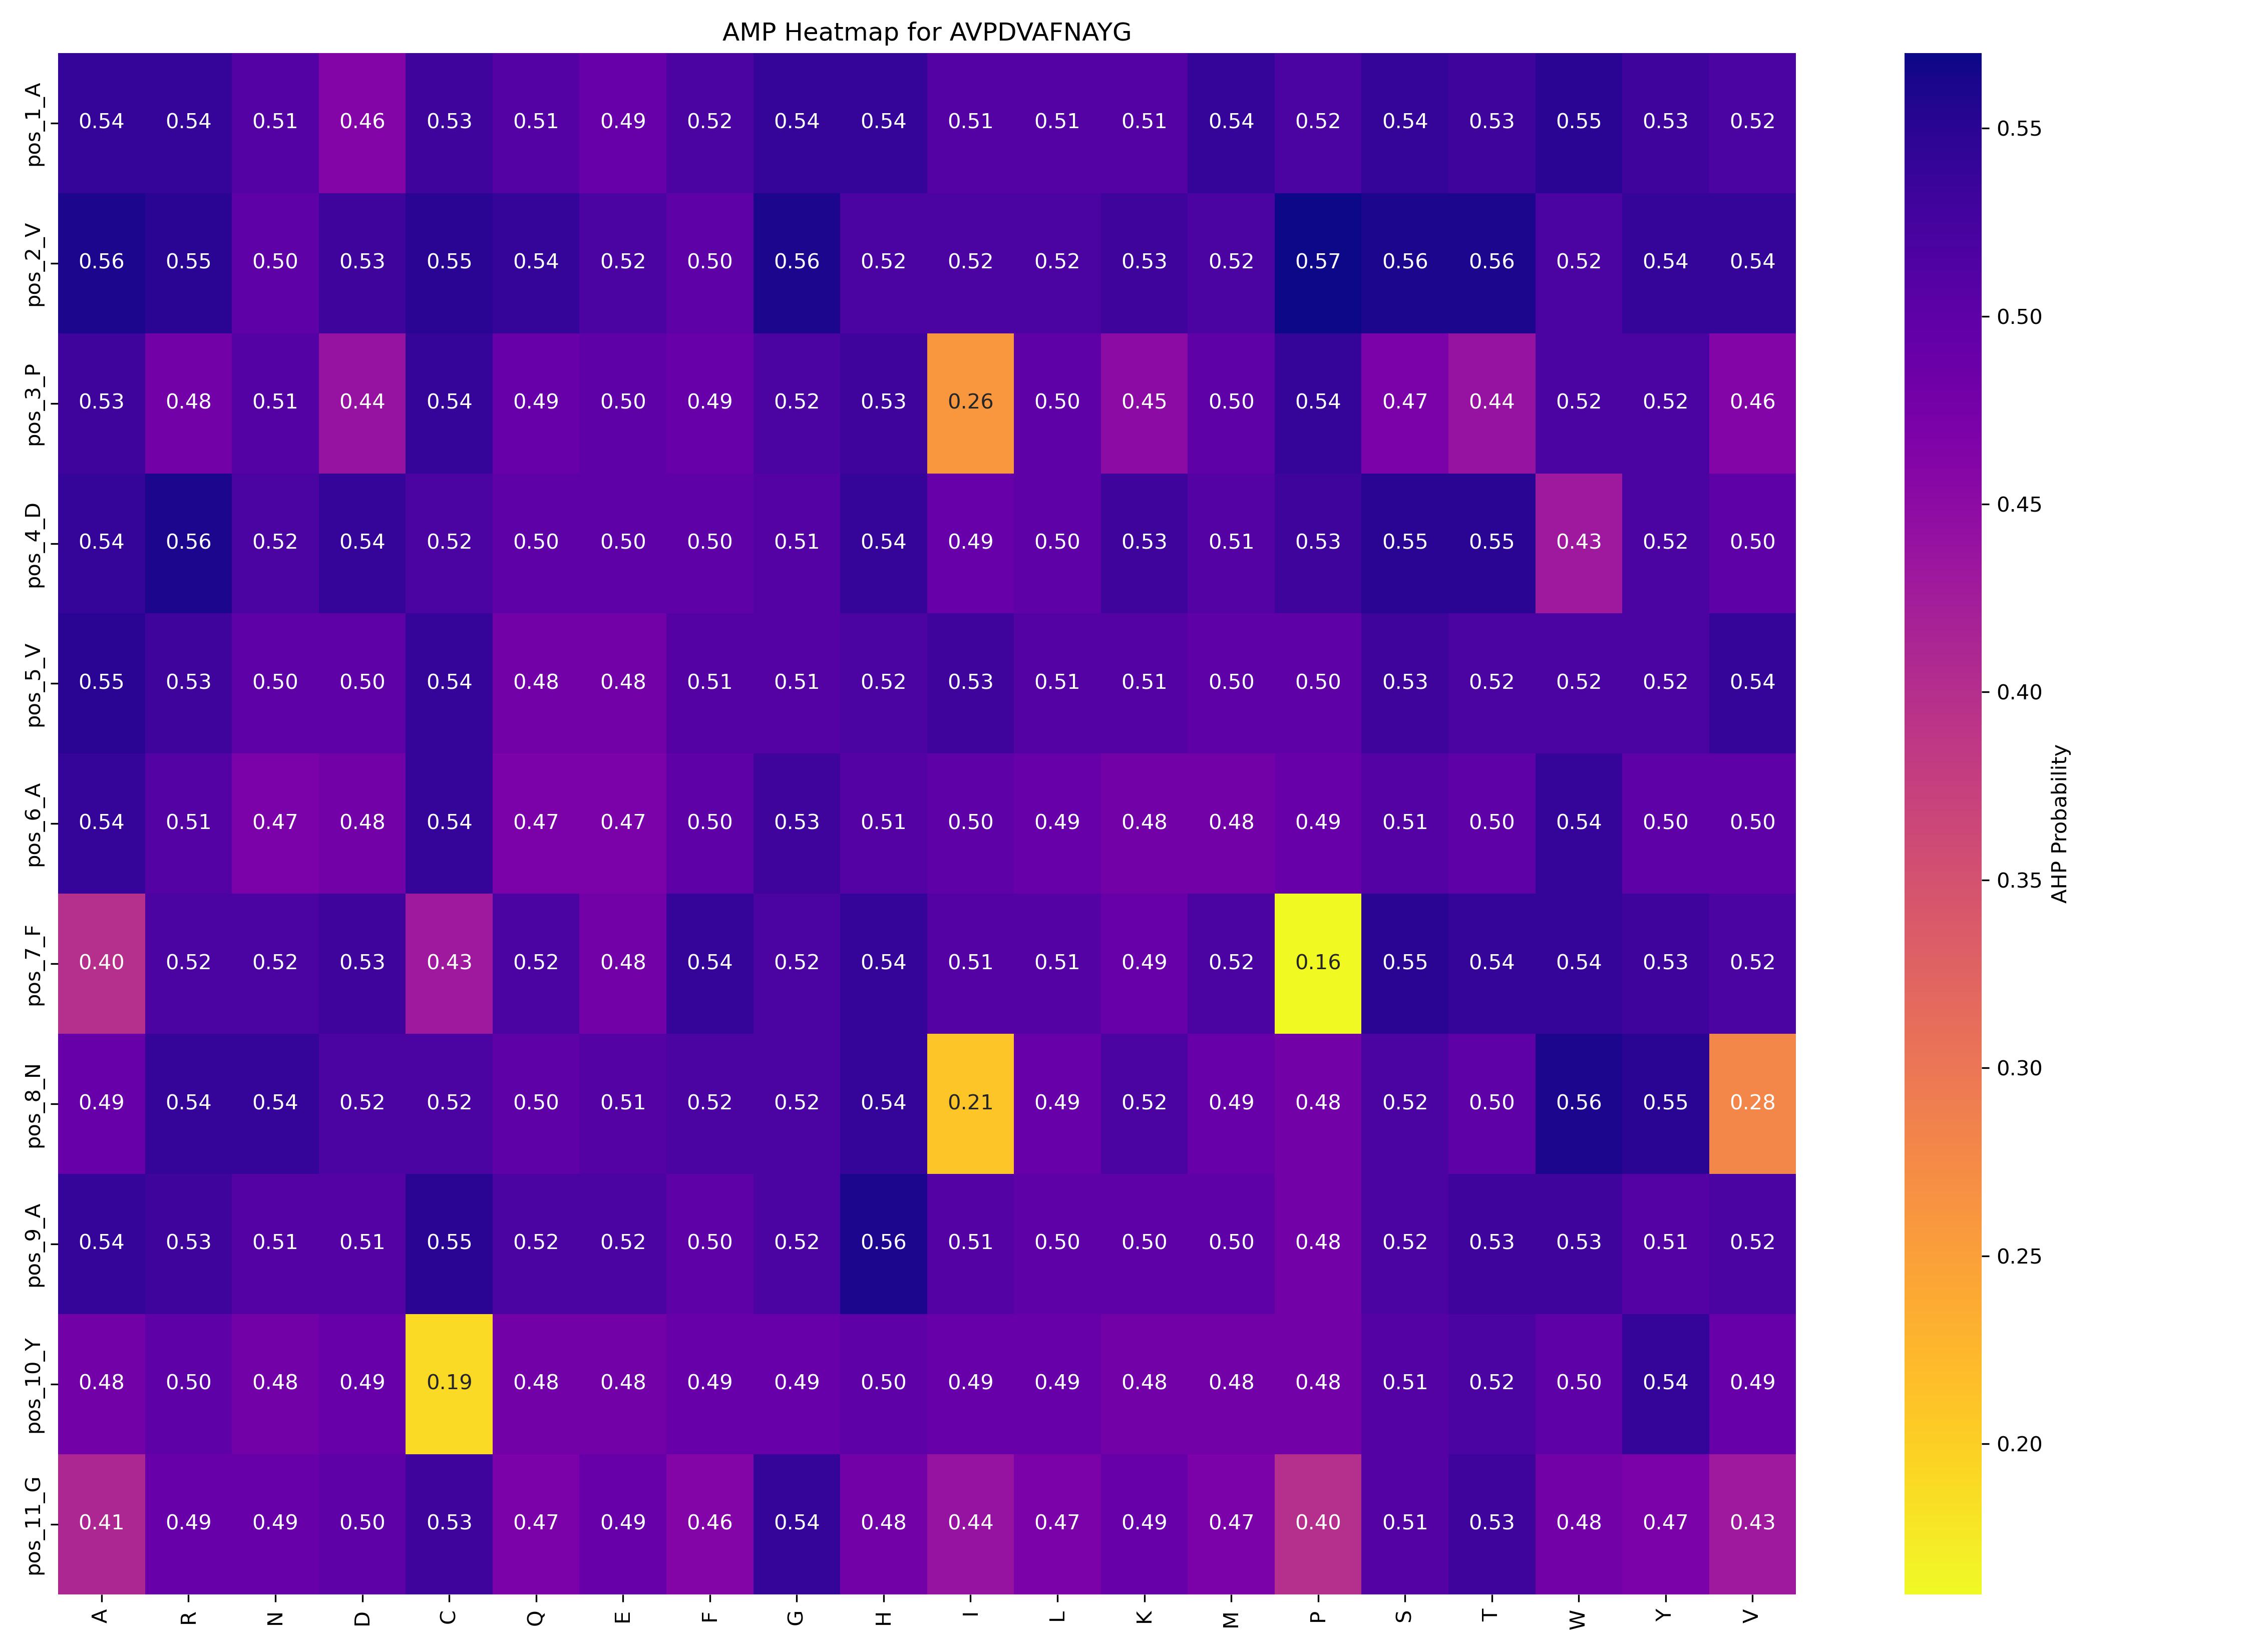 AMP Heatmap for AVPDVAFNAYG
pos_1_A 0.54 0.54 0.51 0.46 0.53 0.51 0.49 0.52 0.54 0.54 0.51 0.51 0.51 0.54 0.52 0.54 0.53 0.55 0.53 0.52
pos_2_V 0.56 0.55 0.50 0.53 0.55 0.54 0.52 0.50 0.56 0.52 0.52 0.52 0.53 0.52 0.57 0.56 0.56 0.52 0.54 0.54
pos_3_P 0.53 0.48 0.51 0.44 0.54 0.49 0.50 0.49 0.52 0.53 0.26 0.50 0.45 0.50 0.54 0.47 0.44 0.52 0.52 0.46
pos_4_D 0.54 0.56 0.52 0.54 0.52 0.50 0.50 0.50 0.51 0.54 0.49 0.50 0.53 0.51 0.53 0.55 0.55 0.43 0.52 0.50
pos_5_V 0.55 0.53 0.50 0.50 0.54 0.48 0.48 0.51 0.51 0.52 0.53 0.51 0.51 0.50 0.50 0.53 0.52 0.52 0.52 0.54
pos_6_A 0.54 0.51 0.47 0.48 0.54 0.47 0.47 0.50 0.53 0.51 0.50 0.49 0.48 0.48 0.49 0.51 0.50 0.54 0.50 0.50
pos_7_F 0.40 0.52 0.52 0.53 0.43 0.52 0.48 0.54 0.52 0.54 0.51 0.51 0.49 0.52 0.16 0.55 0.54 0.54 0.53 0.52
pos_8_N 0.49 0.54 0.54 0.52 0.52 0.50 0.51 0.52 0.52 0.54 0.21 0.49 0.52 0.49 0.48 0.52 0.50 0.56 0.55 0.28
pos_9_A 0.54 0.53 0.51 0.51 0.55 0.52 0.52 0.50 0.52 0.56 0.51 0.50 0.50 0.50 0.48 0.52 0.53 0.53 0.51 0.52
pos_10_Y 0.48 0.50 0.48 0.49 0.19 0.48 0.48 0.49 0.49 0.50 0.49 0.49 0.48 0.48 0.48 0.51 0.52 0.50 0.54 0.49
pos_11_G 0.41 0.49 0.49 0.50 0.53 0.47 0.49 0.46 0.54 0.48 0.44 0.47 0.49 0.47 0.40 0.51 0.53 0.48 0.47 0.43
A R N D C Q E F G H I L K M P S T W Y V
0.55
0.50
0.45
0.40
0.35
0.30
0.25
0.20
AHP Probability